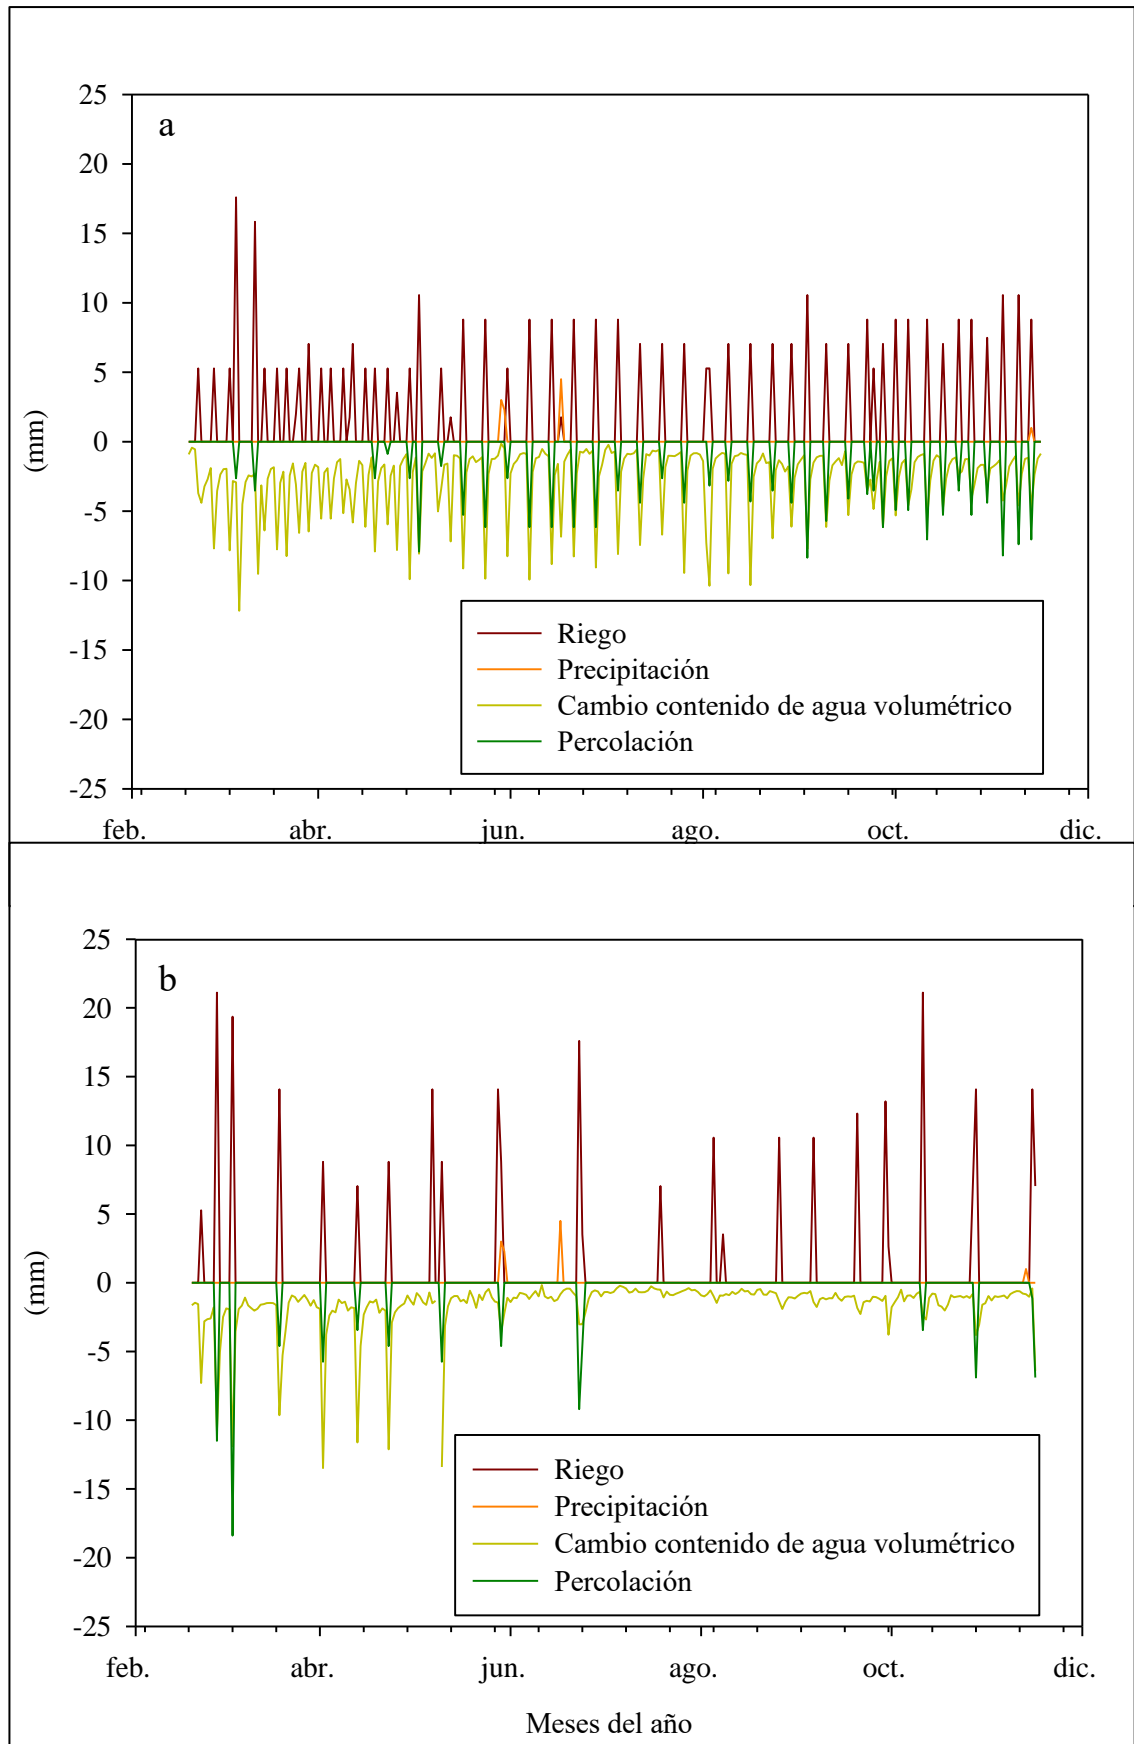 a
25
20
15
10
5
0
-5
-10
-15
-20
-25
(mm)
Riego
Precipitación
Cambio contenido de agua volumétrico
Percolación
feb. abr. jun. ago. oct. dic.
b
25
20
15
10
5
0
-5
-10
-15
-20
-25
(mm)
Riego
Precipitación
Cambio contenido de agua volumétrico
Percolación
feb. abr. jun. ago. oct. dic.
Meses del año